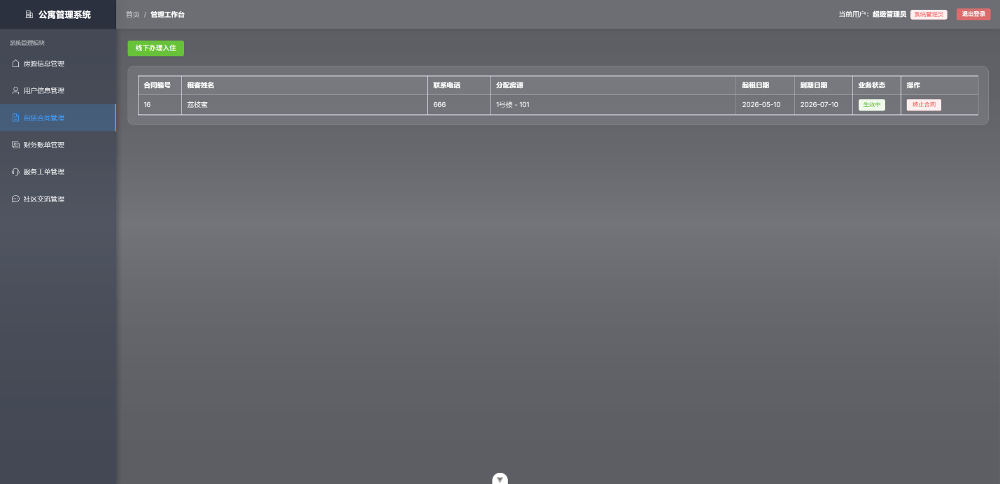 公寓管理系统
首页 / 管理工作台
当前用户：超级管理员 系统管理员 退出登录
系统管理模块
房源信息管理
用户信息管理
租赁合同管理
财务账单管理
服务工单管理
社区交流管理
线下办理入住
合同编号 租客姓名 联系电话 分配房源 起租日期 到期日期 业务状态 操作
16 荔枝蜜 666 1号楼 - 101 2026-05-10 2026-07-10 生效中 终止合同